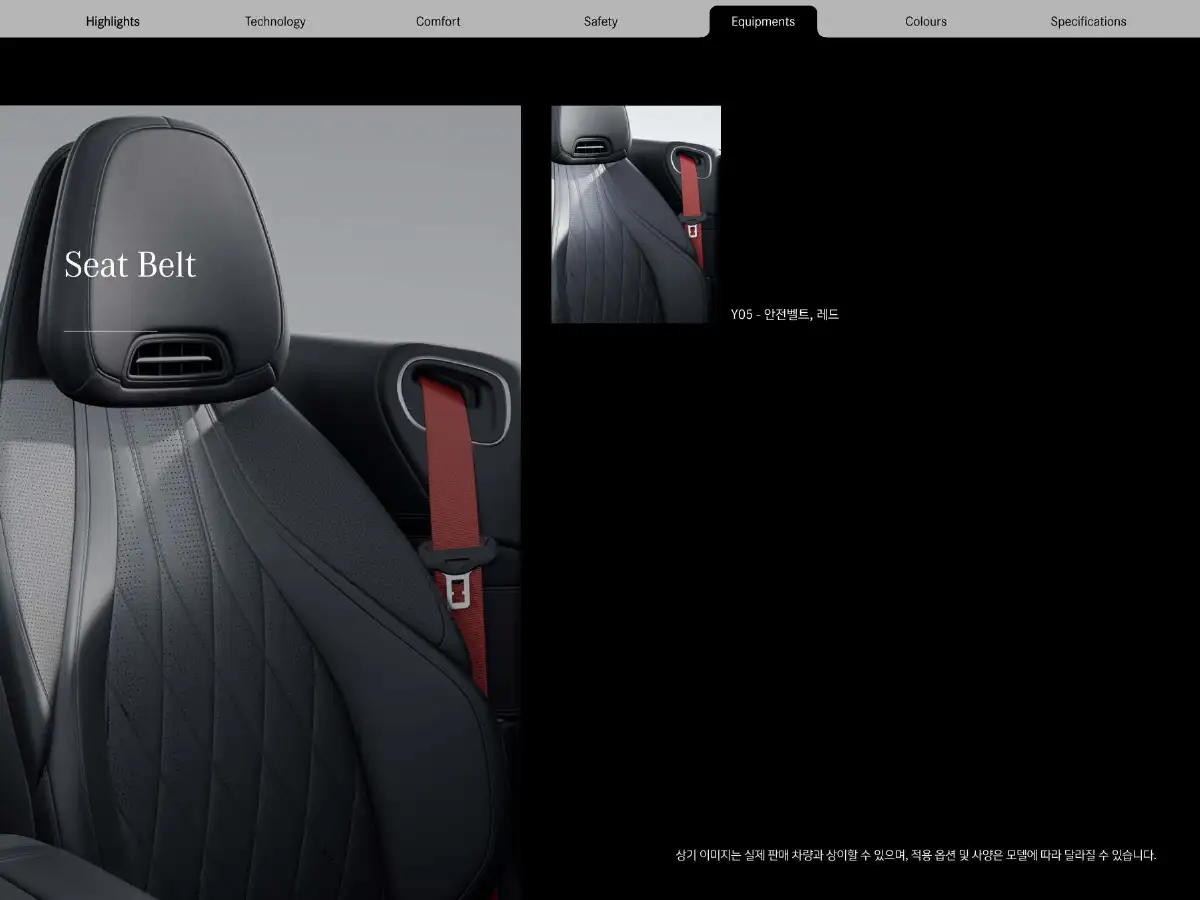 Highlights
Technology
Comfort
Safety
Equipments
Colours
Specifications
Seat Belt
Y05 - 안전벨트, 레드
상기 이미지는 실제 판매 차량과 상이할 수 있으며, 적용 옵션 및 사양은 모델에 따라 달라질 수 있습니다.